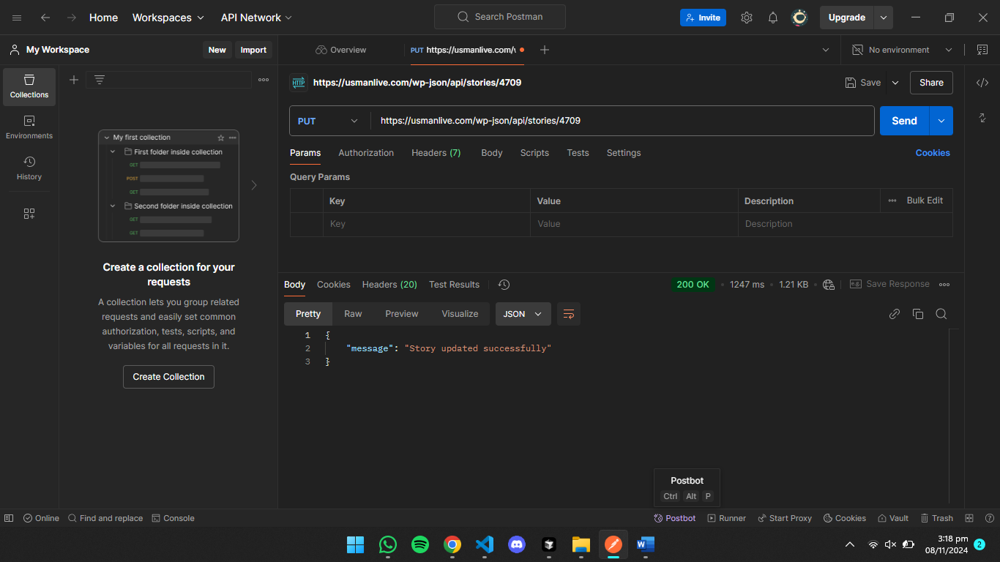 Home
Workspaces
API Network
Search Postman
Invite
Upgrade
My Workspace
New
Import
Overview
PUT https://usmanlive.com/v
No environment
Collections
Environments
History
My first collection
First folder inside collection
GET
POST
GET
Second folder inside collection
GET
GET
Create a collection for your
requests
A collection lets you group related
requests and easily set common
authorization, tests, scripts, and
variables for all requests in it.
Create Collection
HTTP
https://usmanlive.com/wp-json/api/stories/4709
Save
Share
PUT
https://usmanlive.com/wp-json/api/stories/4709
Send
Params
Authorization
Headers (7)
Body
Scripts
Tests
Settings
Cookies
Query Params
Key
Value
Description
Bulk Edit
Key
Value
Description
Body
Cookies
Headers (20)
Test Results
200 OK
1247 ms
1.21 KB
e.g.
Save Response
Pretty
Raw
Preview
Visualize
JSON
1 {
2 "message": "Story updated successfully"
3 }
Postbot
Ctrl Alt P
Online
Find and replace
Console
Postbot
Runner
Start Proxy
Cookies
Vault
Trash
W
3:18 pm
08/11/2024
2